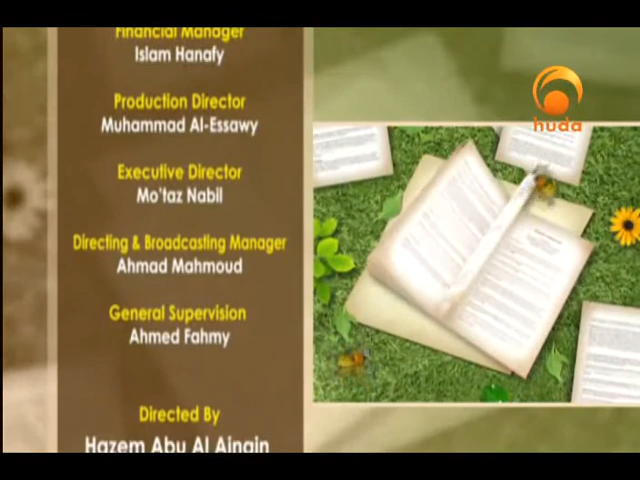 Financial Manager
Islam Hanafy
Production Director
Muhammad Al-Essawy
Executive Director
Mo'taz Nabil
Directing & Broadcasting Manager
Ahmad Mahmoud
General Supervision
Ahmed Fahmy
Directed By
Hazem Abu Al Ainain
huda